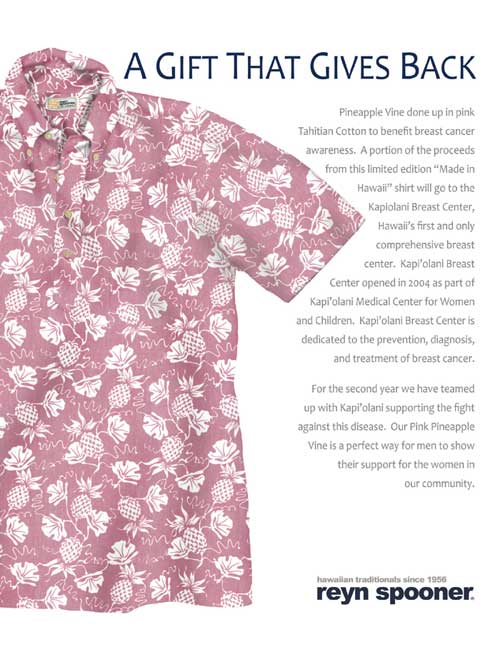 A GIFT THAT GIVES BACK
Pineapple Vine done up in pink
Tahitian Cotton to benefit breast cancer
awareness. A portion of the proceeds
from this limited edition “Made in
Hawaii” shirt will go to the
Kapiolani Breast Center,
Hawaii’s first and only
comprehensive breast
center. Kapi’olani Breast
Center opened in 2004 as part of
Kapi’olani Medical Center for Women
and Children. Kapi’olani Breast Center is
dedicated to the prevention, diagnosis,
and treatment of breast cancer.
For the second year we have teamed
up with Kapi’olani supporting the fight
against this disease. Our Pink Pineapple
Vine is a perfect way for men to show
their support for the women in
our community.
hawaiian traditionals since 1956
reyn spooner®